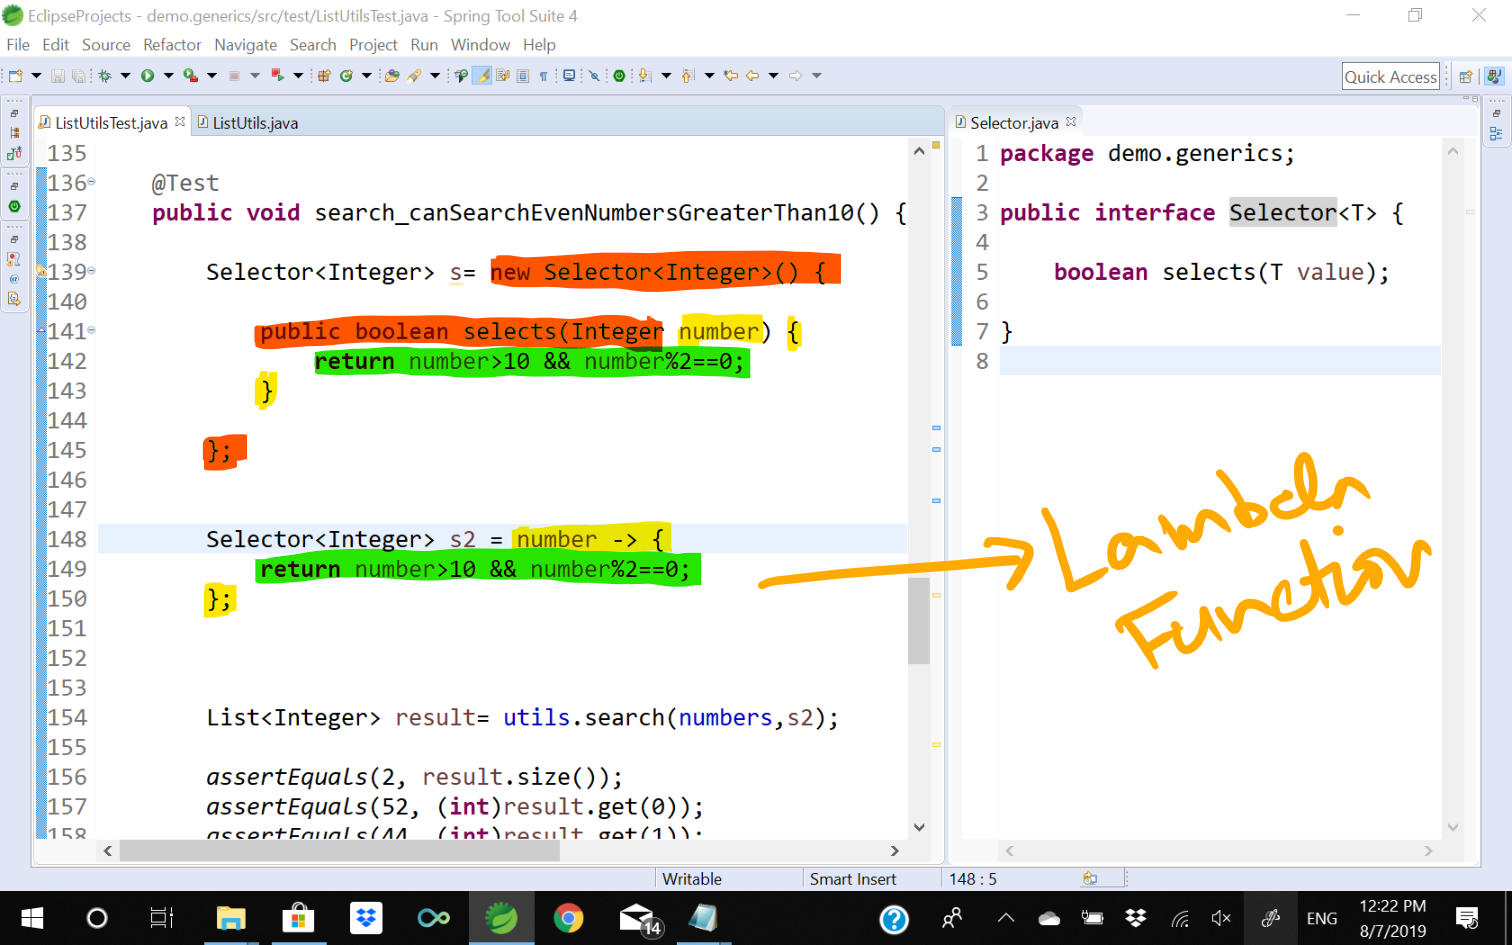 EclipseProjects - demo.generics/src/test/ListUtilsTest.java - Spring Tool Suite 4
File Edit Source Refactor Navigate Search Project Run Window Help
Quick Access
ListUtilsTest.java ListUtils.java
135
136 @Test
137 public void search_canSearchEvenNumbersGreaterThan10() {
138
139 Selector<Integer> s= new Selector<Integer>() {
140
141 public boolean selects(Integer number) {
142 return number>10 && number%2==0;
143 }
144
145 };
146
147
148 Selector<Integer> s2 = number -> {
149 return number>10 && number%2==0;
150 };
151
152
153
154 List<Integer> result= utils.search(numbers,s2);
155
156 assertEquals(2, result.size());
157 assertEquals(52, (int)result.get(0));
158 assertEquals(44, (int)result.get(1));
Selector.java
1 package demo.generics;
2
3 public interface Selector<T> {
4
5 boolean selects(T value);
6
7 }
8
Lambda
Function
Writable Smart Insert 148 : 5
14
ENG
12:22 PM
8/7/2019